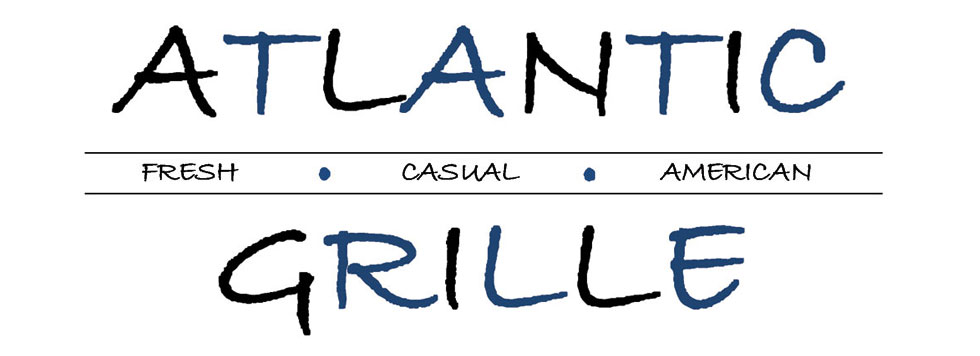 ATLANTIC
FRESH • CASUAL • AMERICAN
GRILLE